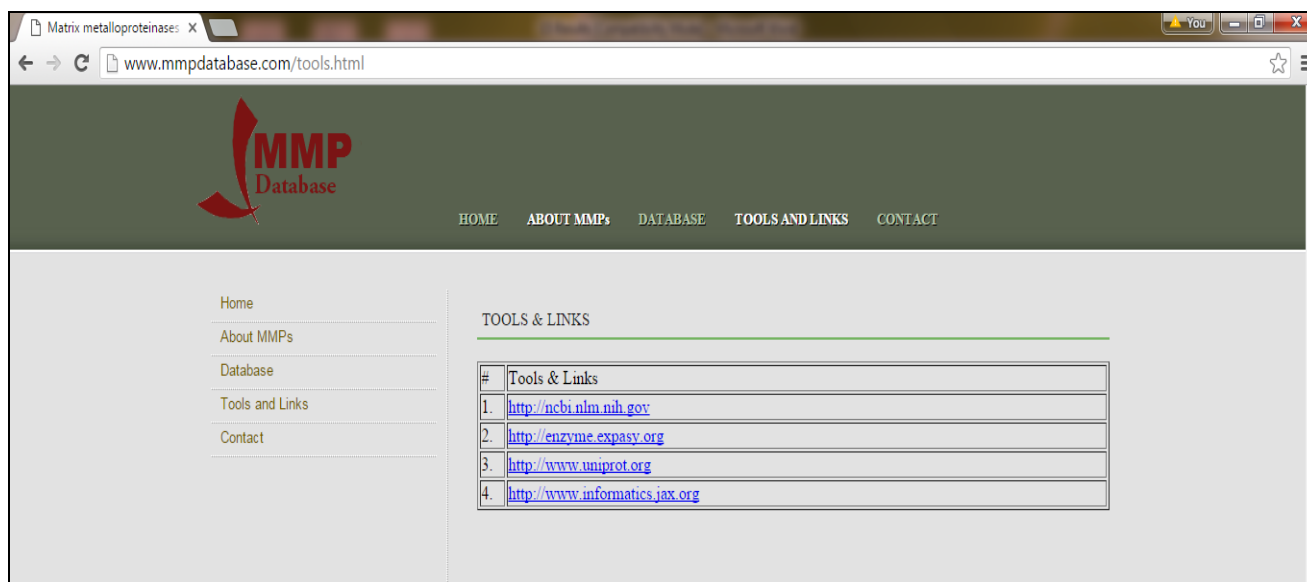 Matrix metalloproteinases
You
www.mmpdatabase.com/tools.html
MMP
Database
HOME ABOUT MMPs DATABASE TOOLS AND LINKS CONTACT
Home
About MMPs
Database
Tools and Links
Contact
TOOLS & LINKS
# Tools & Links
1. http://ncbi.nlm.nih.gov
2. http://enzyme.expasy.org
3. http://www.uniprot.org
4. http://www.informatics.jax.org